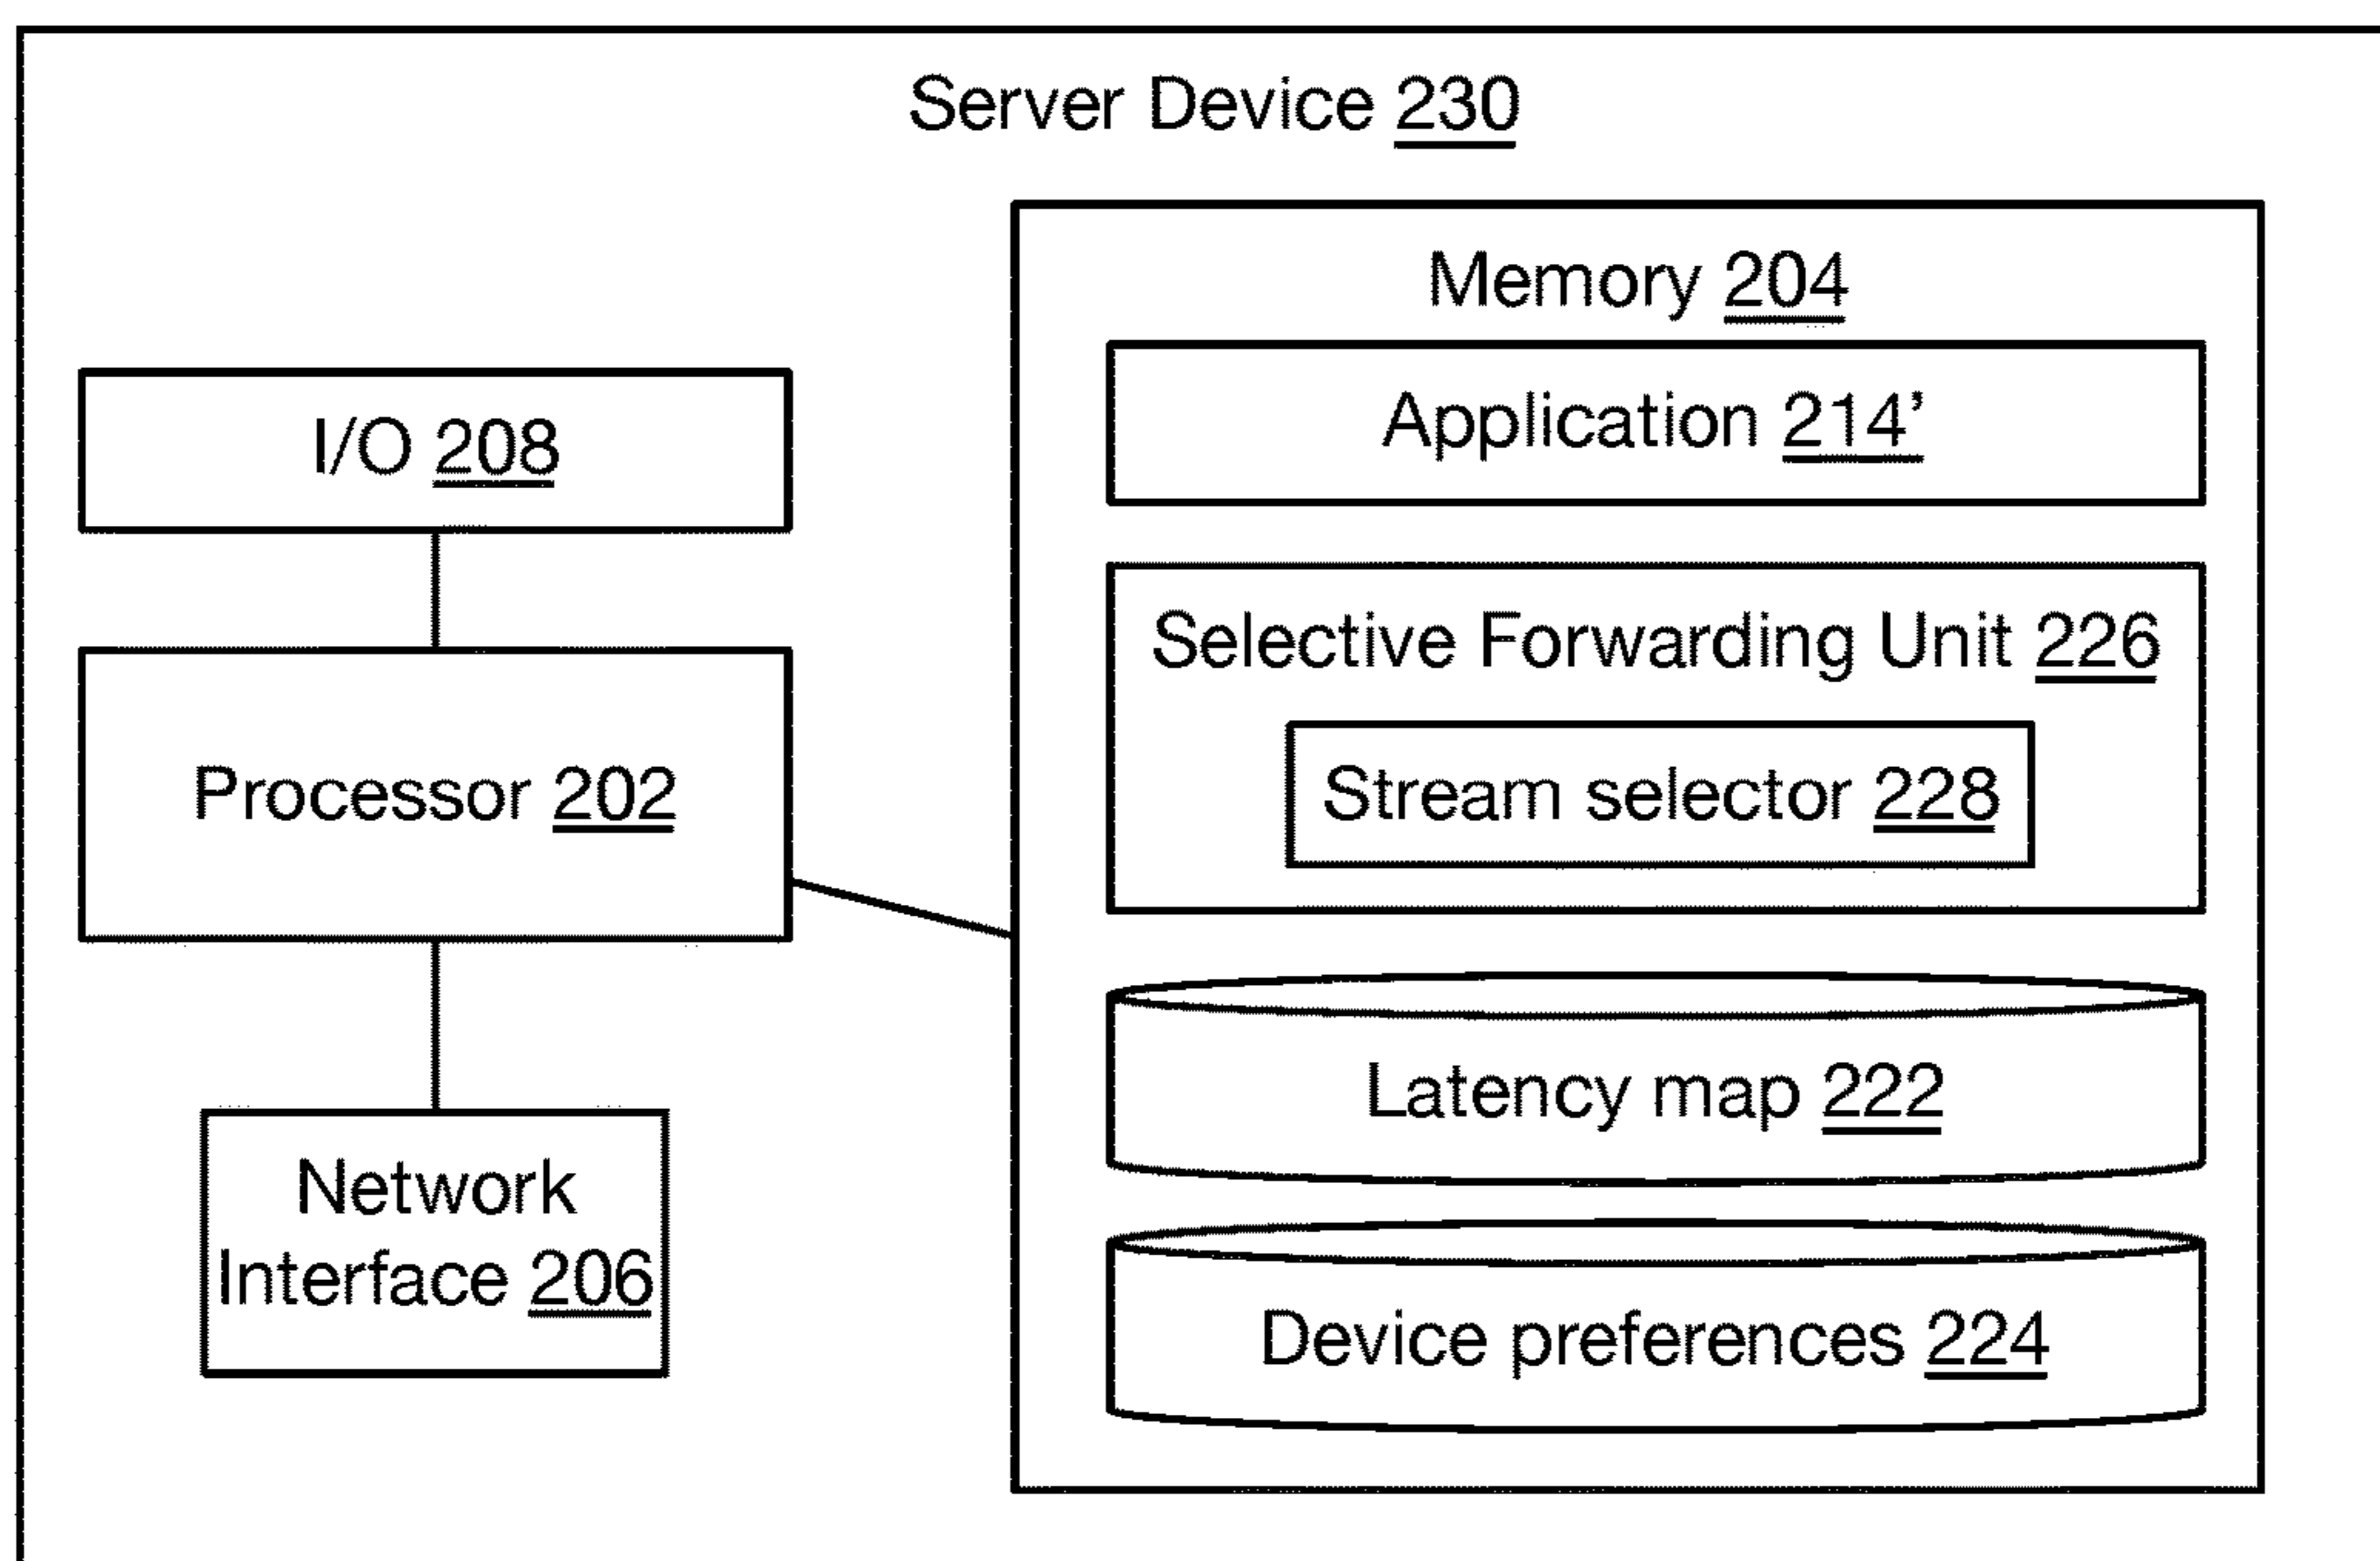 Server Device 230
I/O 208
Processor 202
Network
Interface 206
Memory 204
Application 214’
Selective Forwarding Unit 226
Stream selector 228
Latency map 222
Device preferences 224